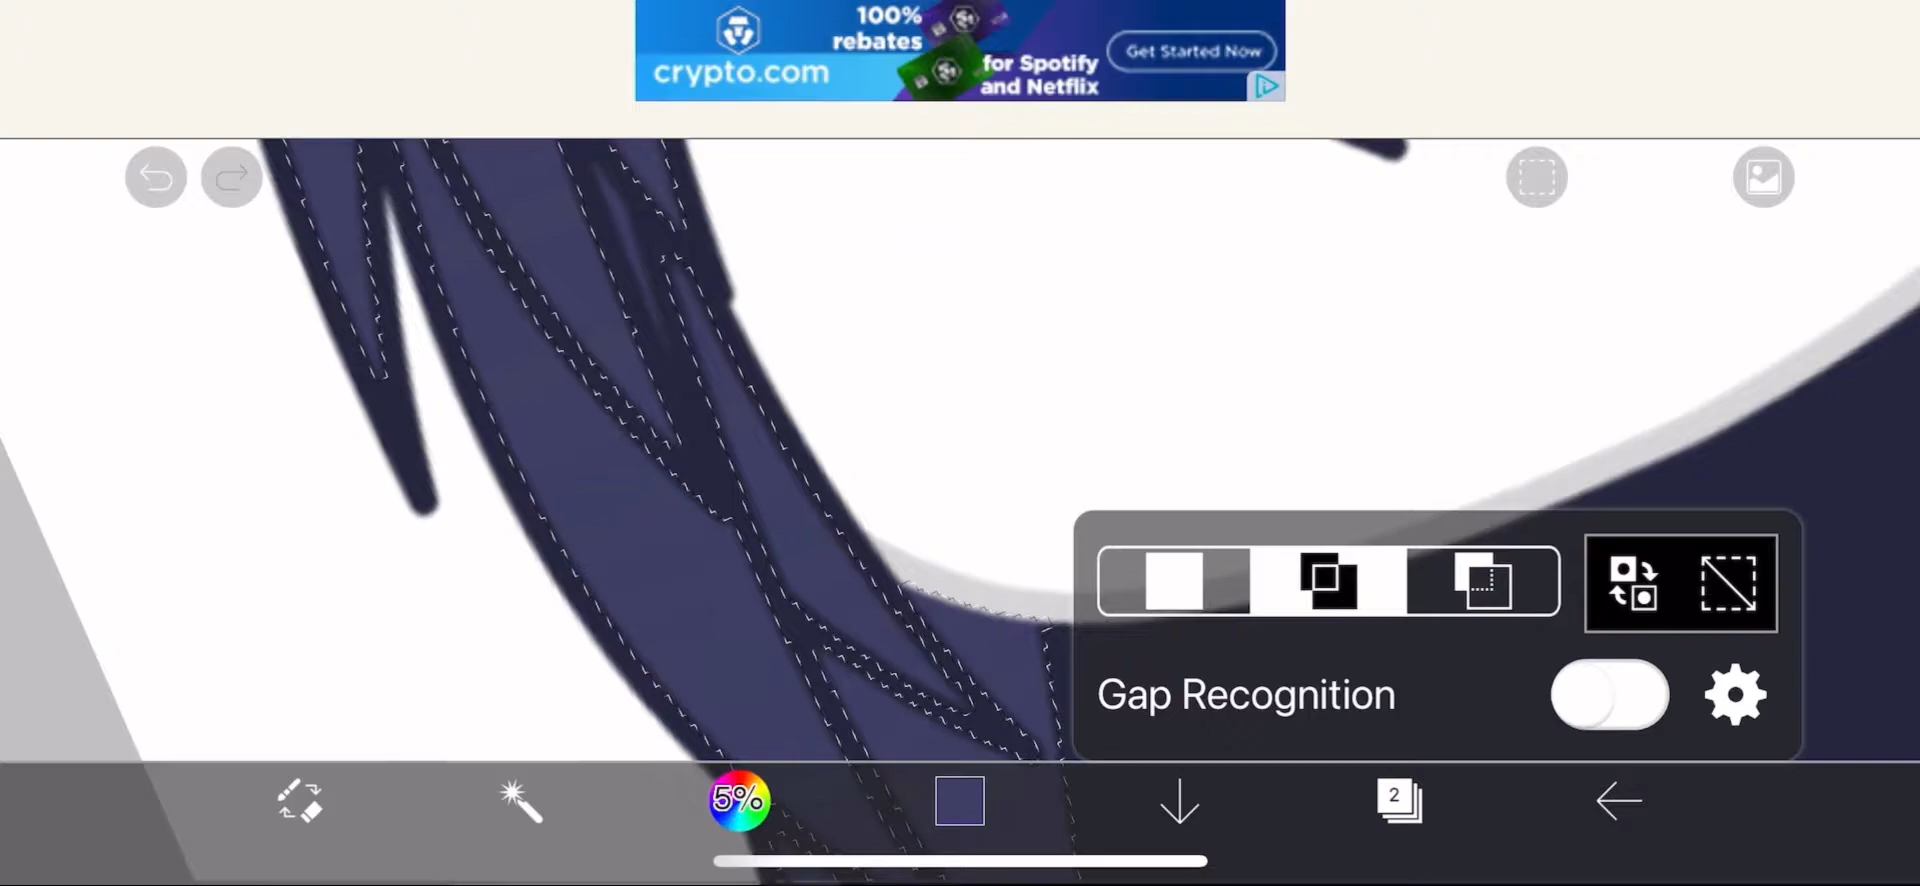 100%
rebates
crypto.com
for Spotify
and Netflix
Get Started Now
Gap Recognition
5%
2